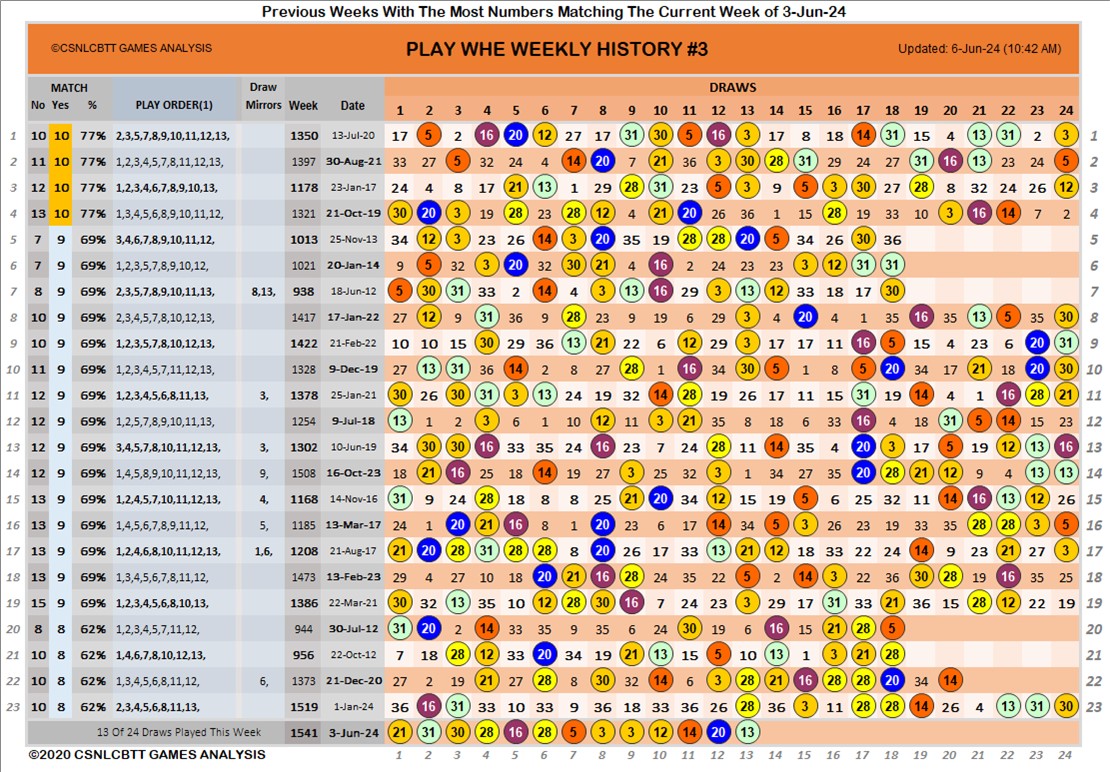 Previous Weeks With The Most Numbers Matching The Current Week of 3-Jun-24
©CSNLCBTT GAMES ANALYSIS PLAY WHE WEEKLY HISTORY #3 Updated: 6-Jun-24 (10:42 AM)
MATCH Draw DRAWS
No Yes % PLAY ORDER(1) Mirrors Week Date 1 2 3 4 5 6 7 8 9 10 11 12 13 14 15 16 17 18 19 20 21 22 23 24
1 10 10 77% 2,3,5,7,8,9,10,11,12,13, 1350 13-Jul-20 17 5 2 16 20 12 27 17 31 30 5 16 3 17 8 18 14 31 15 4 13 31 2 3 1
2 11 10 77% 1,2,3,4,5,7,8,11,12,13, 1397 30-Aug-21 33 27 5 32 24 4 14 20 7 21 36 3 30 28 31 29 24 27 31 16 13 23 24 5 2
3 12 10 77% 1,2,3,4,6,7,8,9,10,13, 1178 23-Jan-17 24 4 8 17 21 13 1 29 28 31 23 5 3 9 5 3 30 27 28 8 32 24 26 12 3
4 13 10 77% 1,3,4,5,6,8,9,10,11,12, 1321 21-Oct-19 30 20 3 19 28 23 28 12 4 21 20 26 36 1 15 28 19 33 10 3 16 14 7 2 4
5 7 9 69% 3,4,6,7,8,9,10,11,12, 1013 25-Nov-13 34 12 3 23 26 14 3 20 35 19 28 28 20 5 34 26 30 36 5
6 7 9 69% 1,2,3,5,7,8,9,10,12, 1021 20-Jan-14 9 5 32 3 20 32 30 21 4 16 2 24 23 23 3 12 31 31 6
7 8 9 69% 2,3,5,7,8,9,10,11,13, 8,13, 938 18-Jun-12 5 30 31 33 2 14 4 3 13 16 29 3 13 12 33 18 17 30 7
8 10 9 69% 2,3,4,5,7,8,10,12,13, 1417 17-Jan-22 27 12 9 31 36 9 28 23 9 19 6 29 3 4 20 4 1 35 16 35 13 5 35 30 8
9 10 9 69% 1,2,3,5,7,8,10,12,13, 1422 21-Feb-22 10 10 15 30 29 36 13 21 22 6 12 29 3 17 17 11 16 5 15 4 23 6 20 31 9
10 11 9 69% 1,2,3,4,5,7,11,12,13, 1328 9-Dec-19 27 13 31 36 14 2 8 27 28 1 16 34 30 5 1 8 5 20 34 17 21 18 20 30 10
11 12 9 69% 1,2,3,4,5,6,8,11,13, 3, 1378 25-Jan-21 30 26 30 31 3 13 24 19 32 14 28 19 26 17 11 15 31 19 14 4 1 16 28 21 11
12 12 9 69% 1,2,5,7,8,9,10,11,13, 1254 9-Jul-18 13 1 2 3 6 1 10 12 11 3 21 35 8 18 6 33 16 4 18 31 5 14 15 23 12
13 12 9 69% 3,4,5,7,8,10,11,12,13, 3, 1302 10-Jun-19 34 30 30 16 33 35 24 16 23 7 12 28 11 14 35 4 20 3 17 5 19 12 13 16 13
14 12 9 69% 1,4,5,8,9,10,11,12,13, 9, 1508 16-Oct-23 18 21 16 25 18 14 19 27 3 25 32 3 1 34 27 35 20 28 21 12 9 4 13 13 14
15 12 9 69% 1,2,4,5,7,10,11,12,13, 4, 1168 14-Nov-16 31 9 24 28 18 8 8 25 21 20 34 12 15 19 5 6 25 32 11 14 16 13 12 26 15
16 13 9 69% 1,4,5,6,7,8,9,11,12, 5, 1185 13-Mar-17 24 1 20 21 16 8 1 20 23 6 17 14 34 5 3 26 23 19 33 35 28 28 3 5 16
17 13 9 69% 1,2,4,6,8,10,11,12,13, 1,6, 1208 21-Aug-17 21 20 28 31 28 28 8 20 26 17 33 13 21 12 18 33 22 24 14 9 23 21 27 3 17
18 13 9 69% 1,3,4,5,6,7,8,11,12, 1473 13-Feb-23 29 4 27 10 18 20 21 16 28 24 35 22 5 2 14 3 22 36 30 28 19 16 35 25 18
19 15 9 69% 1,2,3,4,5,6,8,10,13, 1386 22-Mar-21 30 32 13 35 10 12 28 30 16 7 24 23 3 29 17 31 33 21 36 15 28 12 22 19 19
20 8 8 62% 1,2,3,4,5,7,11,12, 944 30-Jul-12 31 20 2 14 33 35 9 35 6 24 30 19 6 16 15 21 28 5 20
21 10 8 62% 1,4,6,7,8,10,12,13, 956 22-Oct-12 7 18 28 12 33 20 34 19 21 13 15 5 10 13 1 3 21 28 21
22 10 8 62% 1,3,4,5,6,8,11,12, 6, 1373 21-Dec-20 27 2 19 21 27 28 8 30 32 14 6 3 28 21 16 28 28 20 34 14 22
23 10 8 62% 2,3,4,5,6,8,11,13, 1519 1-Jan-24 36 16 31 33 10 33 9 36 18 33 36 26 28 36 3 11 28 28 14 26 4 13 31 30 23
13 Of 24 Draws Played This Week 1541 3-Jun-24 21 31 30 28 16 28 5 3 3 12 14 20 13
©2020 CSNLCBTT GAMES ANALYSIS 1 2 3 4 5 6 7 8 9 10 11 12 13 14 15 16 17 18 19 20 21 22 23 24